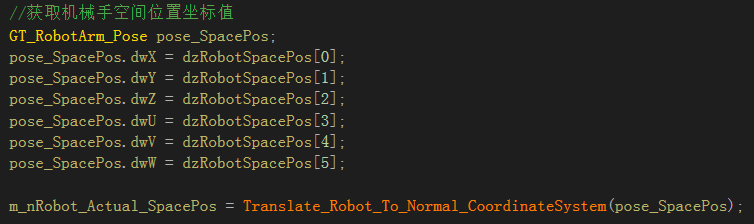 //获取机械手空间位置坐标值
GT_RobotArm_Pose pose_SpacePos;
pose_SpacePos.dwX = dzRobotSpacePos[0];
pose_SpacePos.dwY = dzRobotSpacePos[1];
pose_SpacePos.dwZ = dzRobotSpacePos[2];
pose_SpacePos.dwU = dzRobotSpacePos[3];
pose_SpacePos.dwV = dzRobotSpacePos[4];
pose_SpacePos.dwW = dzRobotSpacePos[5];
m_nRobot_Actual_SpacePos = Translate_Robot_To_Normal_CoordinateSystem(pose_SpacePos);